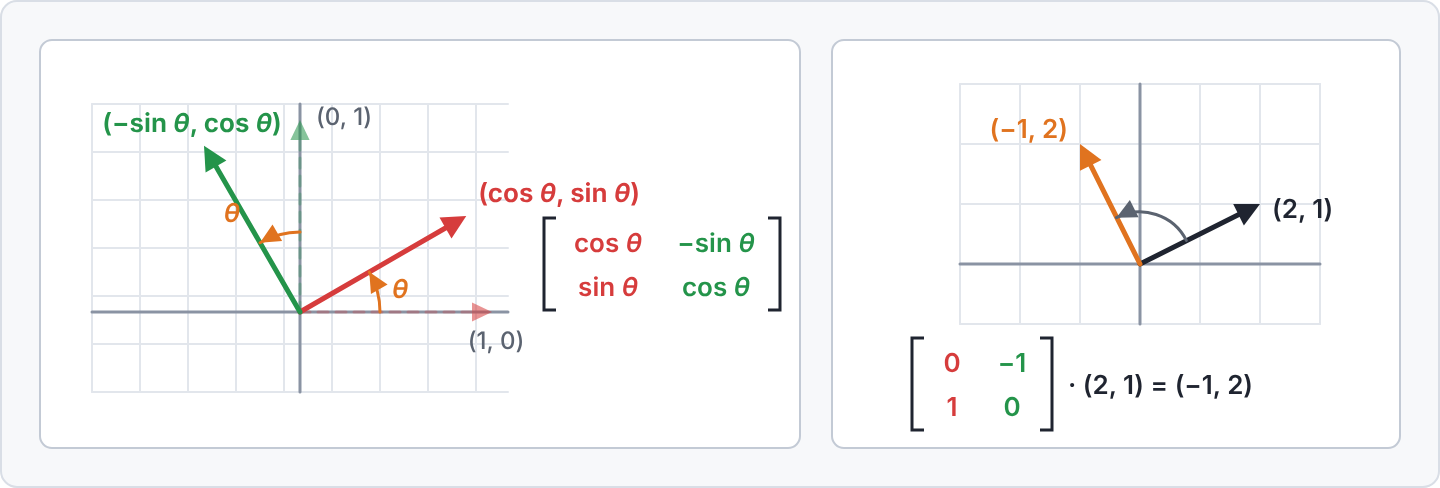 (−sin θ, cos θ)
(0, 1)
(cos θ, sin θ)
θ
θ
(1, 0)
cos θ −sin θ
sin θ cos θ
(−1, 2)
(2, 1)
0 −1
1 0
· (2, 1) = (−1, 2)